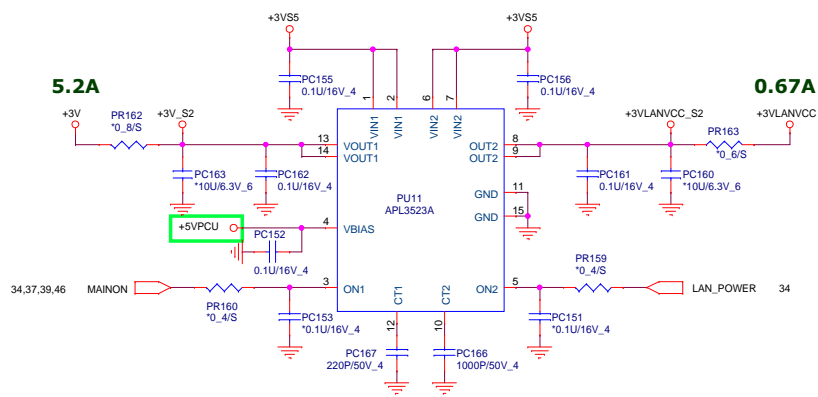 +3VS5
+3VS5
5.2A
0.67A
PC155
0.1U/16V_4
PC156
0.1U/16V_4
1
2
6
7
+3V
PR162
*0_8/S
+3V_S2
+3VLANVCC_S2
PR163
*0_6/S
+3VLANVCC
VIN1
VIN1
VIN2
VIN2
13
14
VOUT1
VOUT1
OUT2
OUT2
8
9
PC163
*10U/6.3V_6
PC162
0.1U/16V_4
PC161
0.1U/16V_4
PC160
*10U/6.3V_6
PU11
APL3523A
GND
11
GND
15
+5VPCU
PC152
0.1U/16V_4
4
VBIAS
34,37,39,46
MAINON
PR160
*0_4/S
3
ON1
CT1
CT2
ON2
5
PR159
*0_4/S
LAN_POWER
34
PC153
*0.1U/16V_4
12
10
PC151
*0.1U/16V_4
PC167
220P/50V_4
PC166
1000P/50V_4